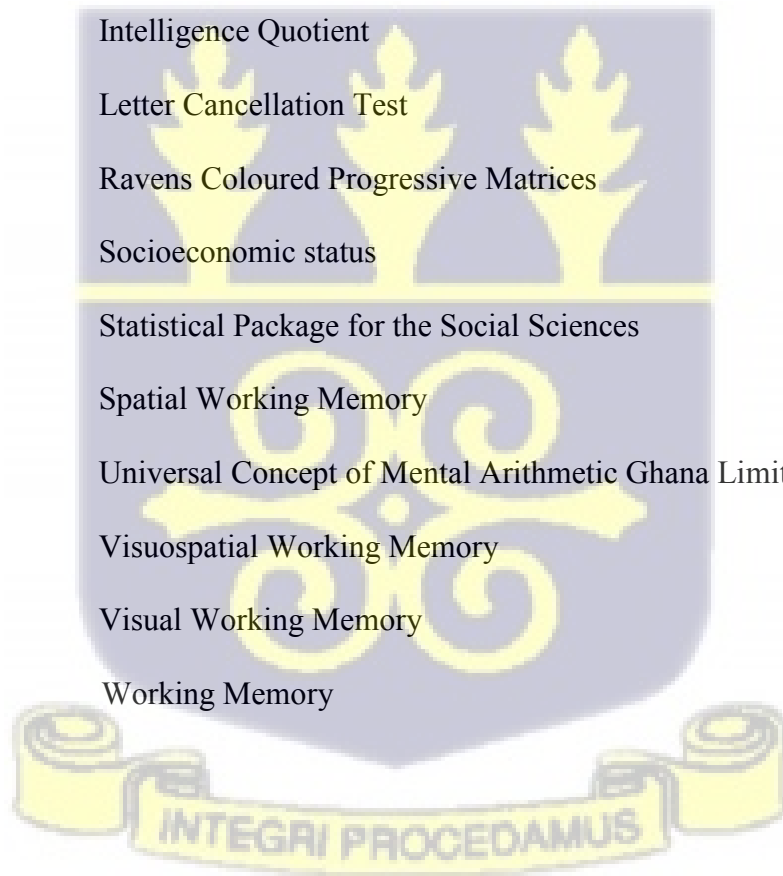 Intelligence Quotient
Letter Cancellation Test
Ravens Coloured Progressive Matrices
Socioeconomic status
Statistical Package for the Social Sciences
Spatial Working Memory
Universal Concept of Mental Arithmetic Ghana Limit
Visuospatial Working Memory
Visual Working Memory
Working Memory
INTEGRI PROCEDAMUS